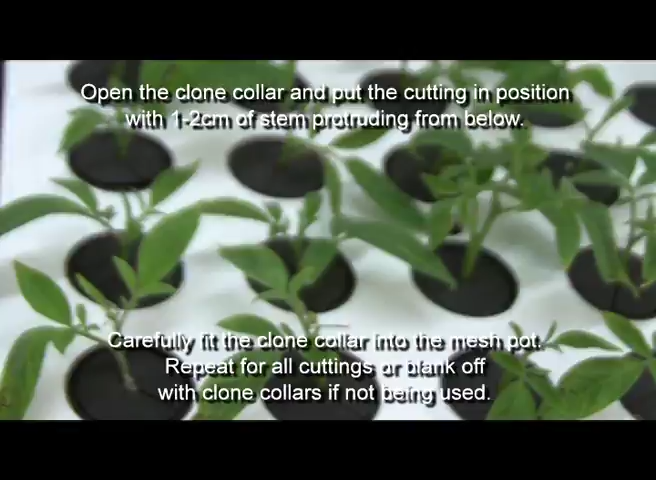 Open the clone collar and put the cutting in position
with 1-2cm of stem protruding from below.
Carefully fit the clone collar into the mesh pot.
Repeat for all cuttings or blank off
with clone collars if not being used.